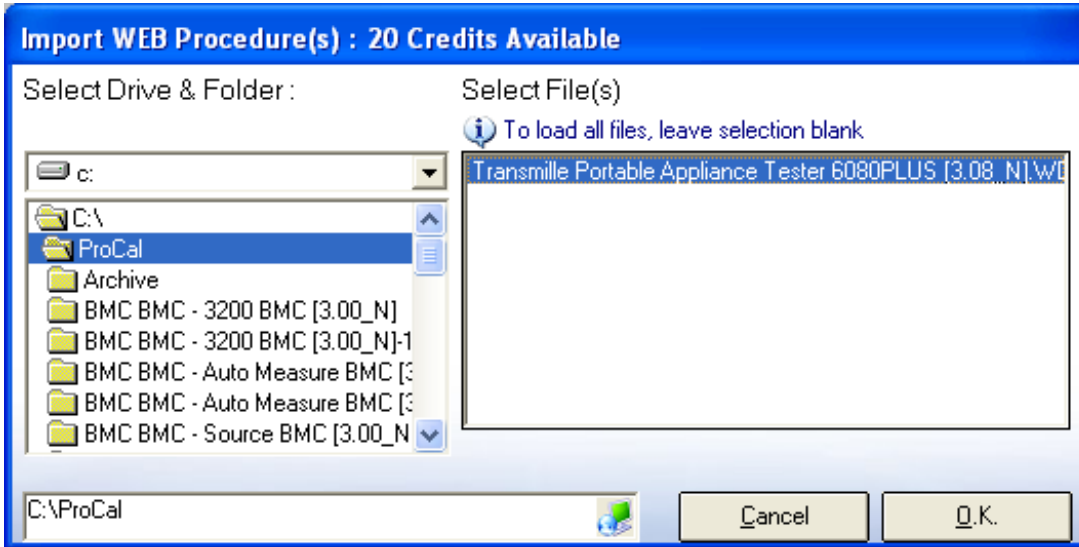 Import WEB Procedure(s) : 20 Credits Available
Select Drive & Folder :
Select File(s)
To load all files, leave selection blank
c:
Transmille Portable Appliance Tester 6080PLUS [3.08_N].WD
C:\
ProCal
Archive
BMC BMC - 3200 BMC [3.00_N]
BMC BMC - 3200 BMC [3.00_N]-1
BMC BMC - Auto Measure BMC [3
BMC BMC - Auto Measure BMC [3
BMC BMC - Source BMC [3.00_N
C:\ProCal
Cancel
O.K.